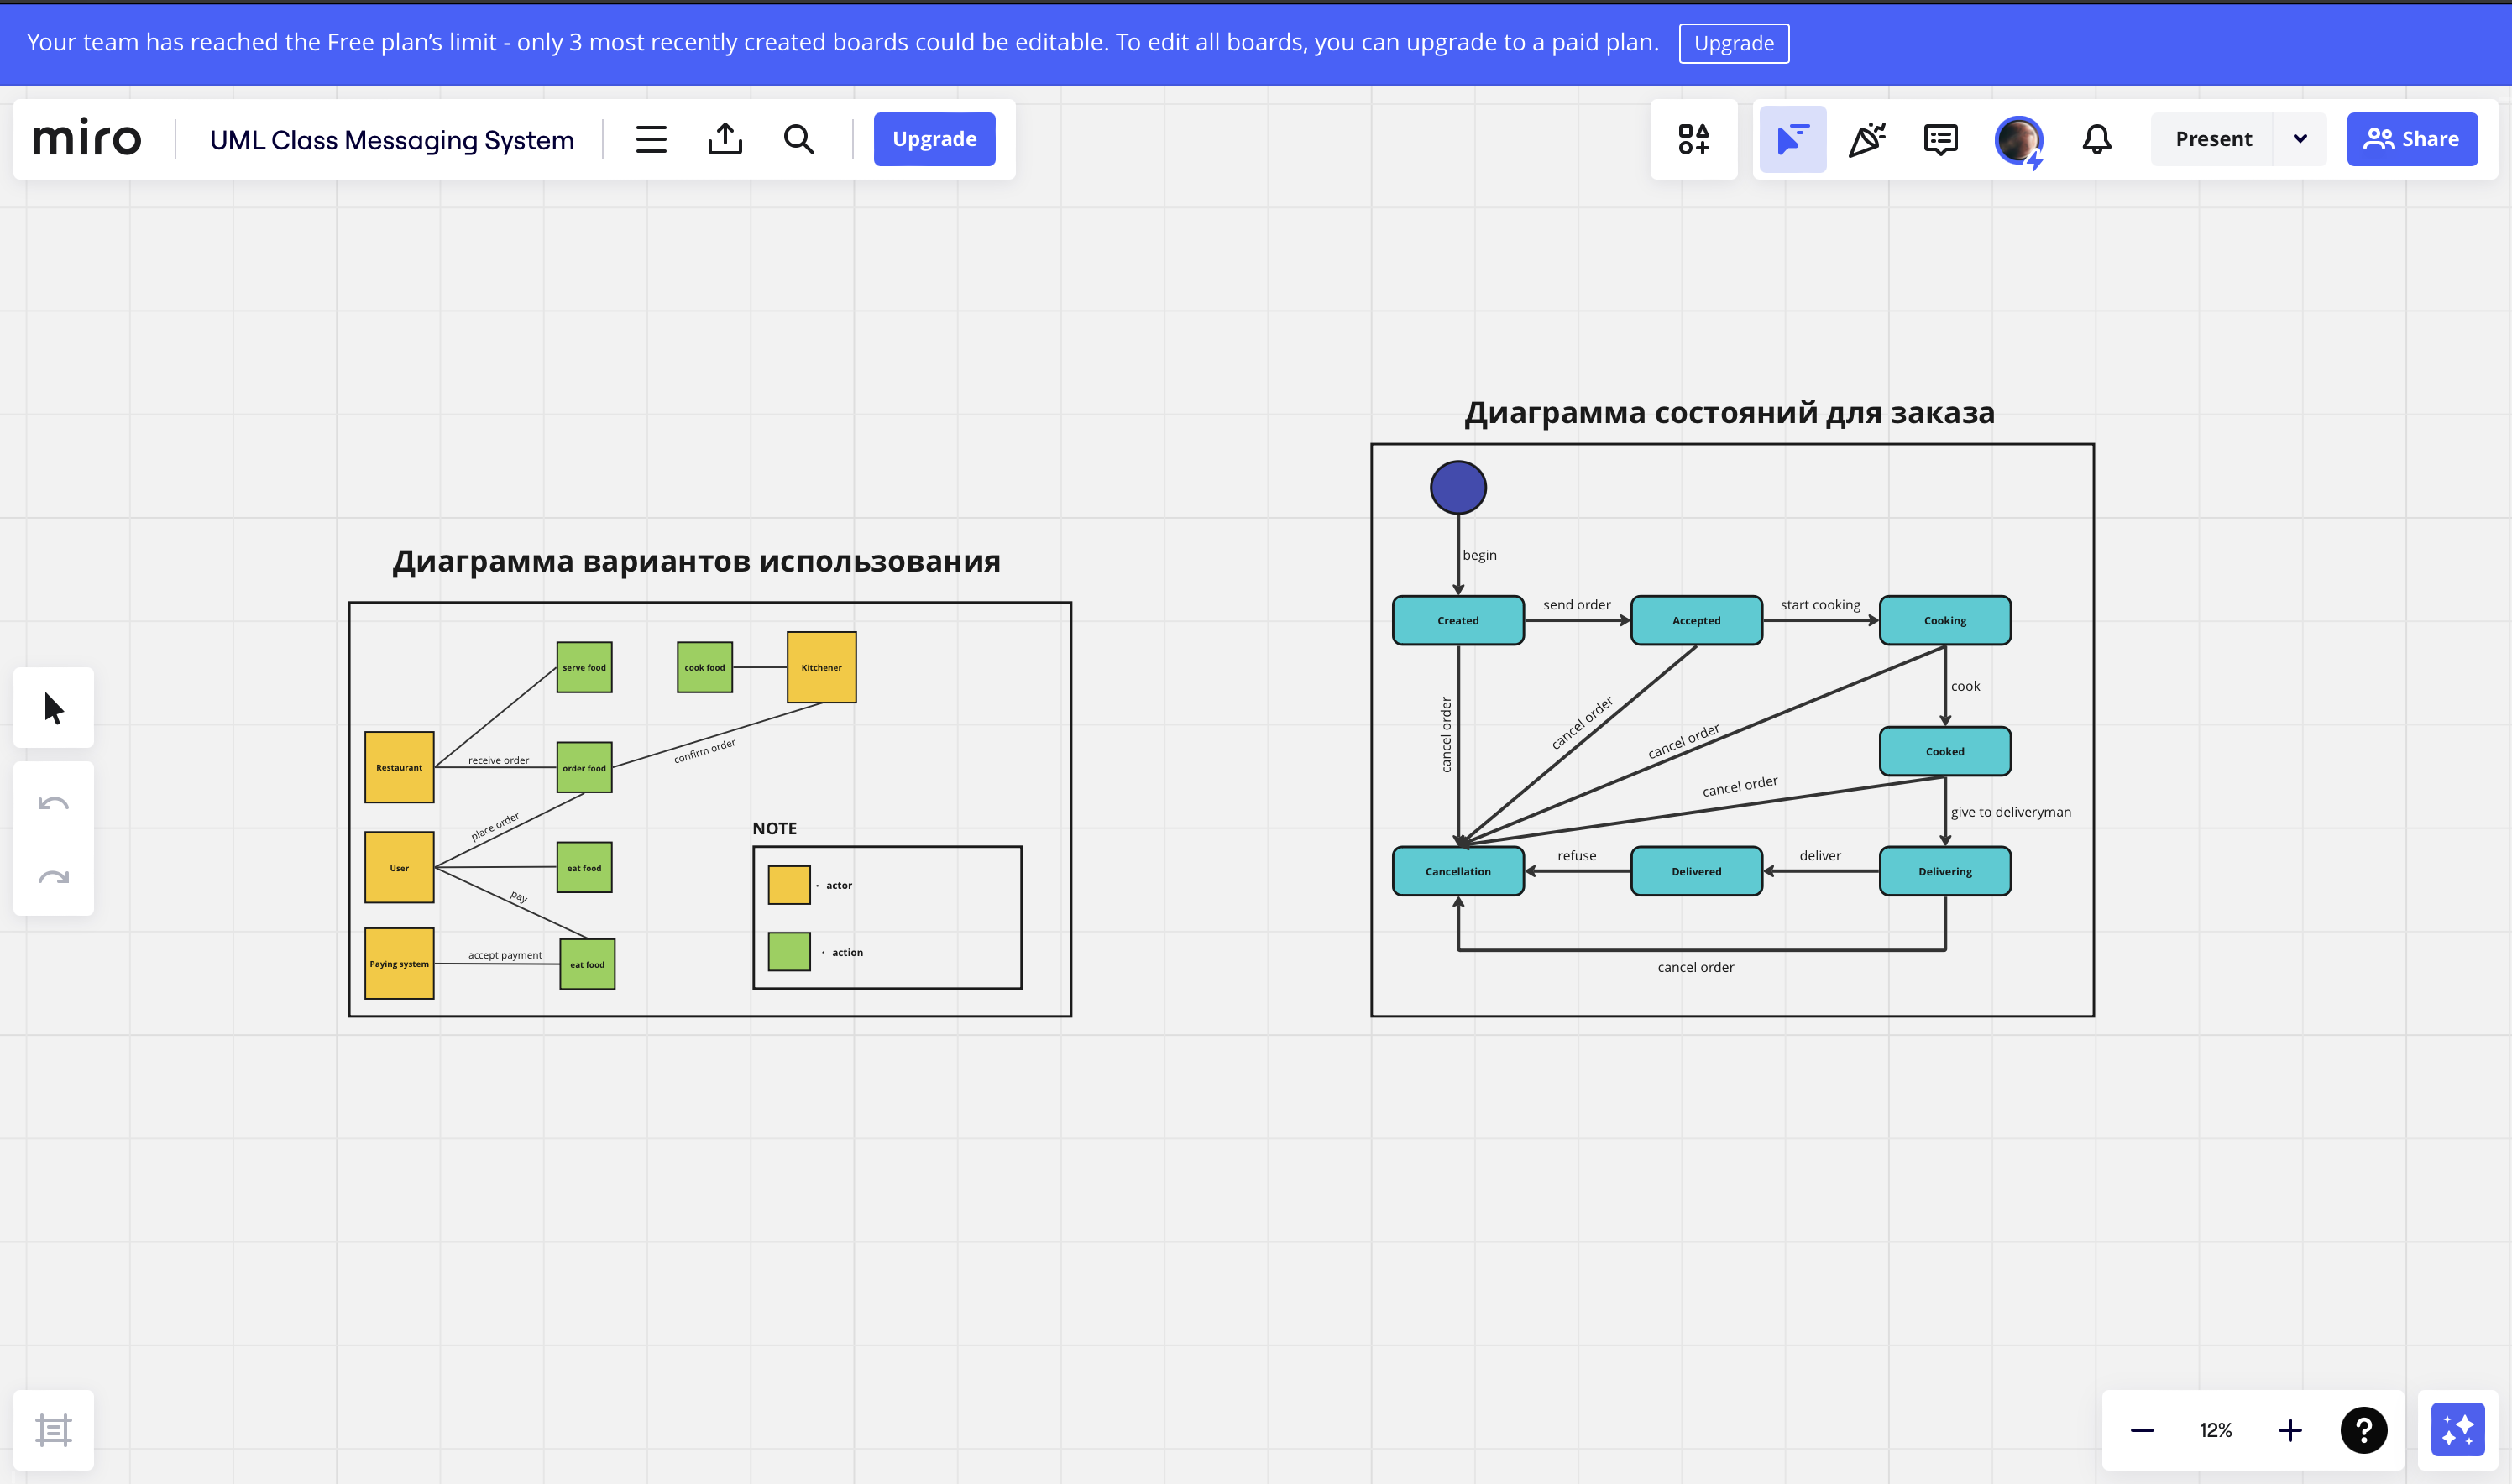 Your team has reached the Free plan’s limit - only 3 most recently created boards could be editable. To edit all boards, you can upgrade to a paid plan.
Upgrade
miro
UML Class Messaging System
Upgrade
Present
Share
Диаграмма вариантов использования
serve food
cook food
Kitchener
Restaurant
receive order
order food
confirm order
place order
User
eat food
pay
Paying system
accept payment
eat food
NOTE
· actor
· action
Диаграмма состояний для заказа
begin
Created
send order
Accepted
start cooking
Cooking
cancel order
cancel order
cancel order
cook
Cooked
cancel order
give to deliveryman
Cancellation
refuse
Delivered
deliver
Delivering
cancel order
12%
?